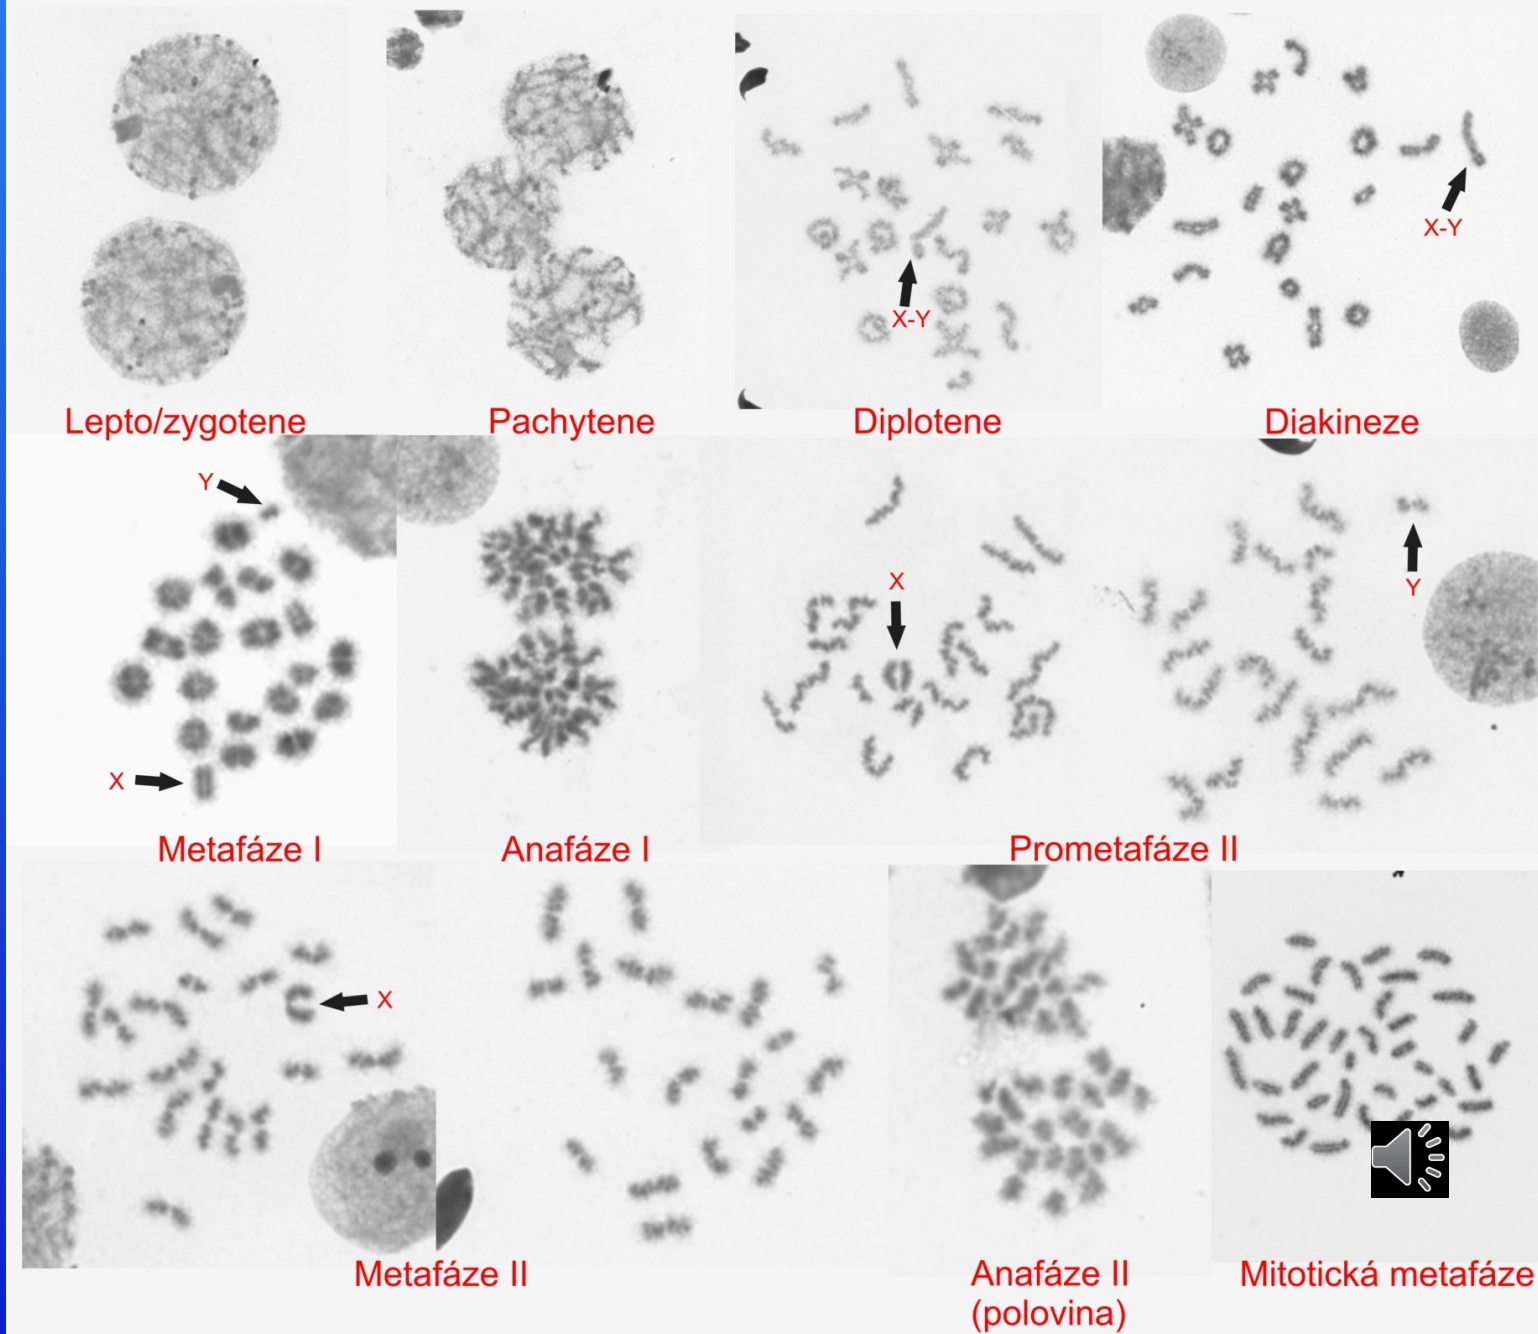 X-Y
X-Y
Lepto/zygotene
Pachytene
Diplotene
Diakineze
Y
X
Y
X
Metafáze I
Anafáze I
Prometafáze II
X
Metafáze II
Anafáze II
(polovina)
Mitotická metafáze